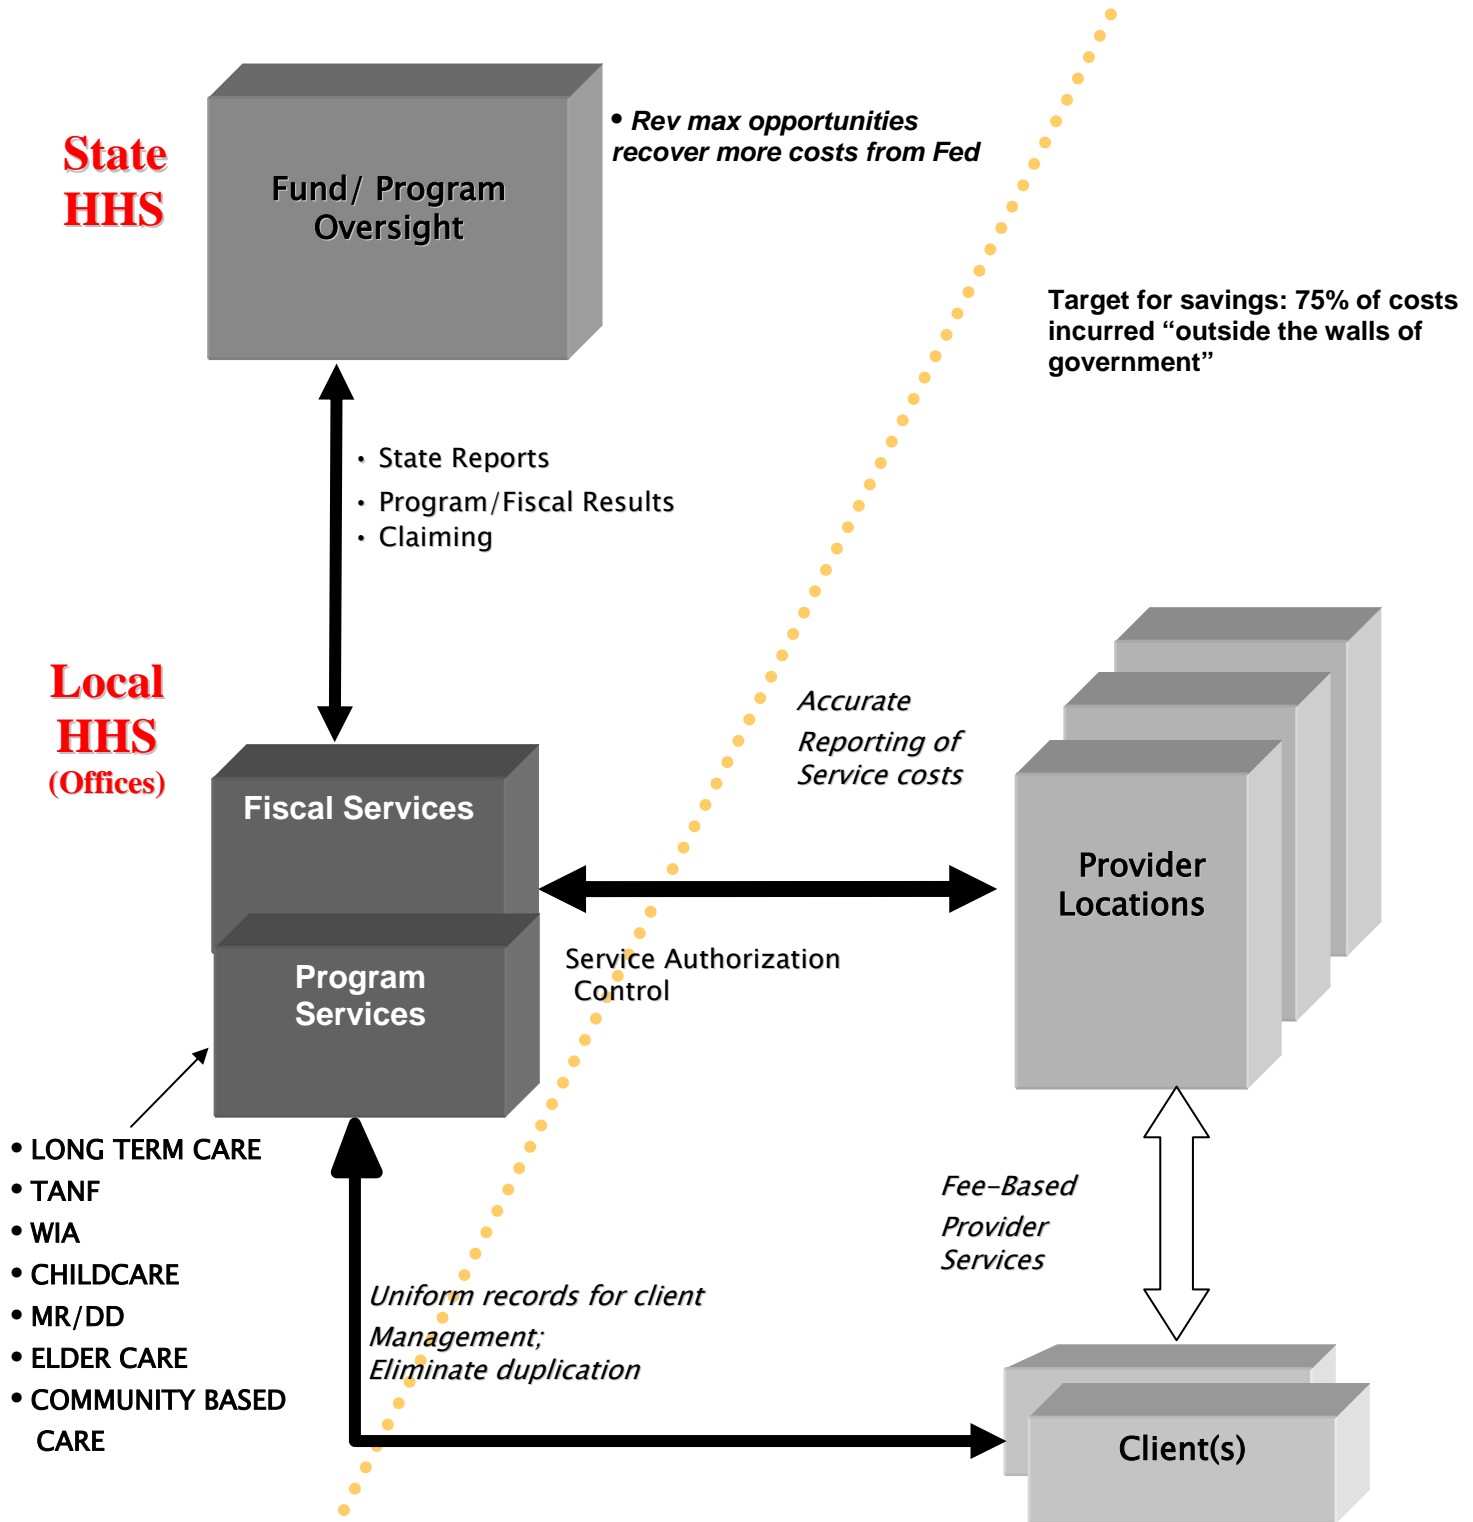 State
HHS
Fund/ Program
Oversight
• Rev max opportunities
recover more costs from Fed
Target for savings: 75% of costs
incurred “outside the walls of
government”
• State Reports
• Program/Fiscal Results
• Claiming
Local
HHS
(Offices)
Fiscal Services
Program
Services
Accurate
Reporting of
Service costs
Service Authorization
Control
Provider
Locations
• LONG TERM CARE
• TANF
• WIA
• CHILDCARE
• MR/DD
• ELDER CARE
• COMMUNITY BASED
CARE
Uniform records for client
Management;
Eliminate duplication
Fee-Based
Provider
Services
Client(s)